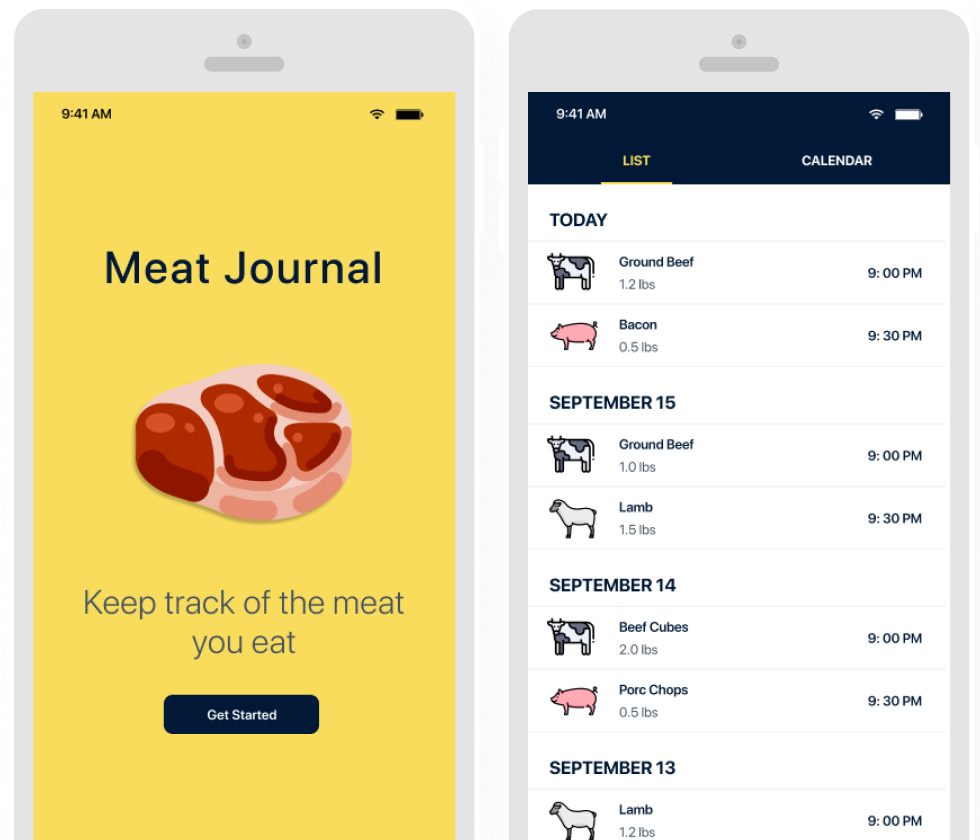 9:41 AM
Meat Journal
Keep track of the meat
you eat
Get Started
9:41 AM
LIST CALENDAR
TODAY
Ground Beef
1.2 lbs
9: 00 PM
Bacon
0.5 lbs
9: 30 PM
SEPTEMBER 15
Ground Beef
1.0 lbs
9: 00 PM
Lamb
1.5 lbs
9: 30 PM
SEPTEMBER 14
Beef Cubes
2.0 lbs
9: 00 PM
Porc Chops
0.5 lbs
9: 30 PM
SEPTEMBER 13
Lamb
1.2 lbs
9: 00 PM